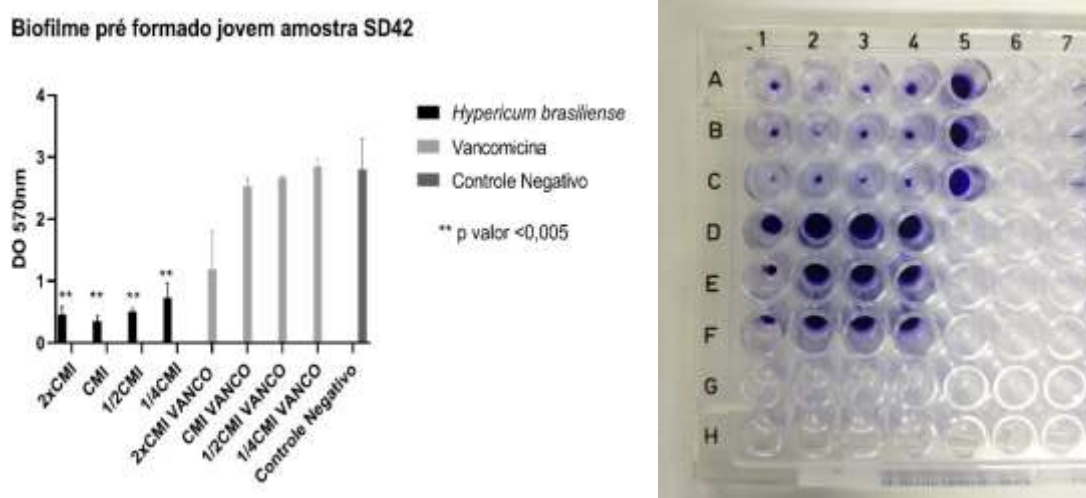 Biofilme pré formado jovem amostra SD42
4
3
2
1
0
DO 570nm
**
**
**
**
2xCMI
CMI
1/2CMI
1/4CMI
2xCMI VANCO
CMI VANCO
1/2CMI VANCO
1/4CMI VANCO
Controle Negativo
Hypericum brasiliense
Vancomicina
Controle Negativo
** p valor <0,005
1 2 3 4 5 6 7
A
B
C
D
E
F
G
H